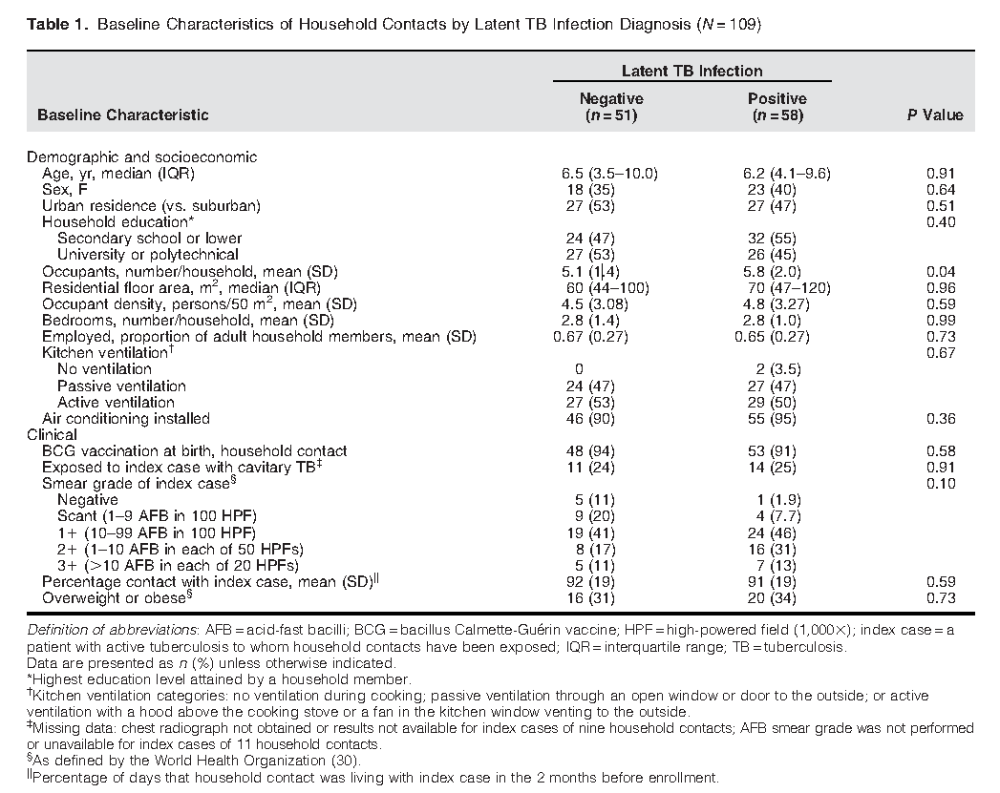 Table 1. Baseline Characteristics of Household Contacts by Latent TB Infection Diagnosis (N = 109)
Latent TB Infection
Baseline Characteristic Negative (n = 51) Positive (n = 58) P Value
Demographic and socioeconomic
Age, yr, median (IQR) 6.5 (3.5–10.0) 6.2 (4.1–9.6) 0.91
Sex, F 18 (35) 23 (40) 0.64
Urban residence (vs. suburban) 27 (53) 27 (47) 0.51
Household education* 0.40
Secondary school or lower 24 (47) 32 (55)
University or polytechnical 27 (53) 26 (45)
Occupants, number/household, mean (SD) 5.1 (1.4) 5.8 (2.0) 0.04
Residential floor area, m², median (IQR) 60 (44–100) 70 (47–120) 0.96
Occupant density, persons/50 m², mean (SD) 4.5 (3.08) 4.8 (3.27) 0.59
Bedrooms, number/household, mean (SD) 2.8 (1.4) 2.8 (1.0) 0.99
Employed, proportion of adult household members, mean (SD) 0.67 (0.27) 0.65 (0.27) 0.73
Kitchen ventilation† 0.67
No ventilation 0 2 (3.5)
Passive ventilation 24 (47) 27 (47)
Active ventilation 27 (53) 29 (50)
Air conditioning installed 46 (90) 55 (95) 0.36
Clinical
BCG vaccination at birth, household contact 48 (94) 53 (91) 0.58
Exposed to index case with cavitary TB‡ 11 (24) 14 (25) 0.91
Smear grade of index case§ 0.10
Negative 5 (11) 1 (1.9)
Scant (1–9 AFB in 100 HPF) 9 (20) 4 (7.7)
1+ (10–99 AFB in 100 HPF) 19 (41) 24 (46)
2+ (1–10 AFB in each of 50 HPFs) 8 (17) 16 (31)
3+ (>10 AFB in each of 20 HPFs) 5 (11) 7 (13)
Percentage contact with index case, mean (SD)‖ 92 (19) 91 (19) 0.59
Overweight or obese§ 16 (31) 20 (34) 0.73
Definition of abbreviations: AFB = acid-fast bacilli; BCG = bacillus Calmette-Guérin vaccine; HPF = high-powered field (1,000×); index case = a
patient with active tuberculosis to whom household contacts have been exposed; IQR = interquartile range; TB = tuberculosis.
Data are presented as n (%) unless otherwise indicated.
*Highest education level attained by a household member.
†Kitchen ventilation categories: no ventilation during cooking; passive ventilation through an open window or door to the outside; or active
ventilation with a hood above the cooking stove or a fan in the kitchen window venting to the outside.
‡Missing data: chest radiograph not obtained or results not available for index cases of nine household contacts; AFB smear grade was not performed
or unavailable for index cases of 11 household contacts.
§As defined by the World Health Organization (30).
‖Percentage of days that household contact was living with index case in the 2 months before enrollment.